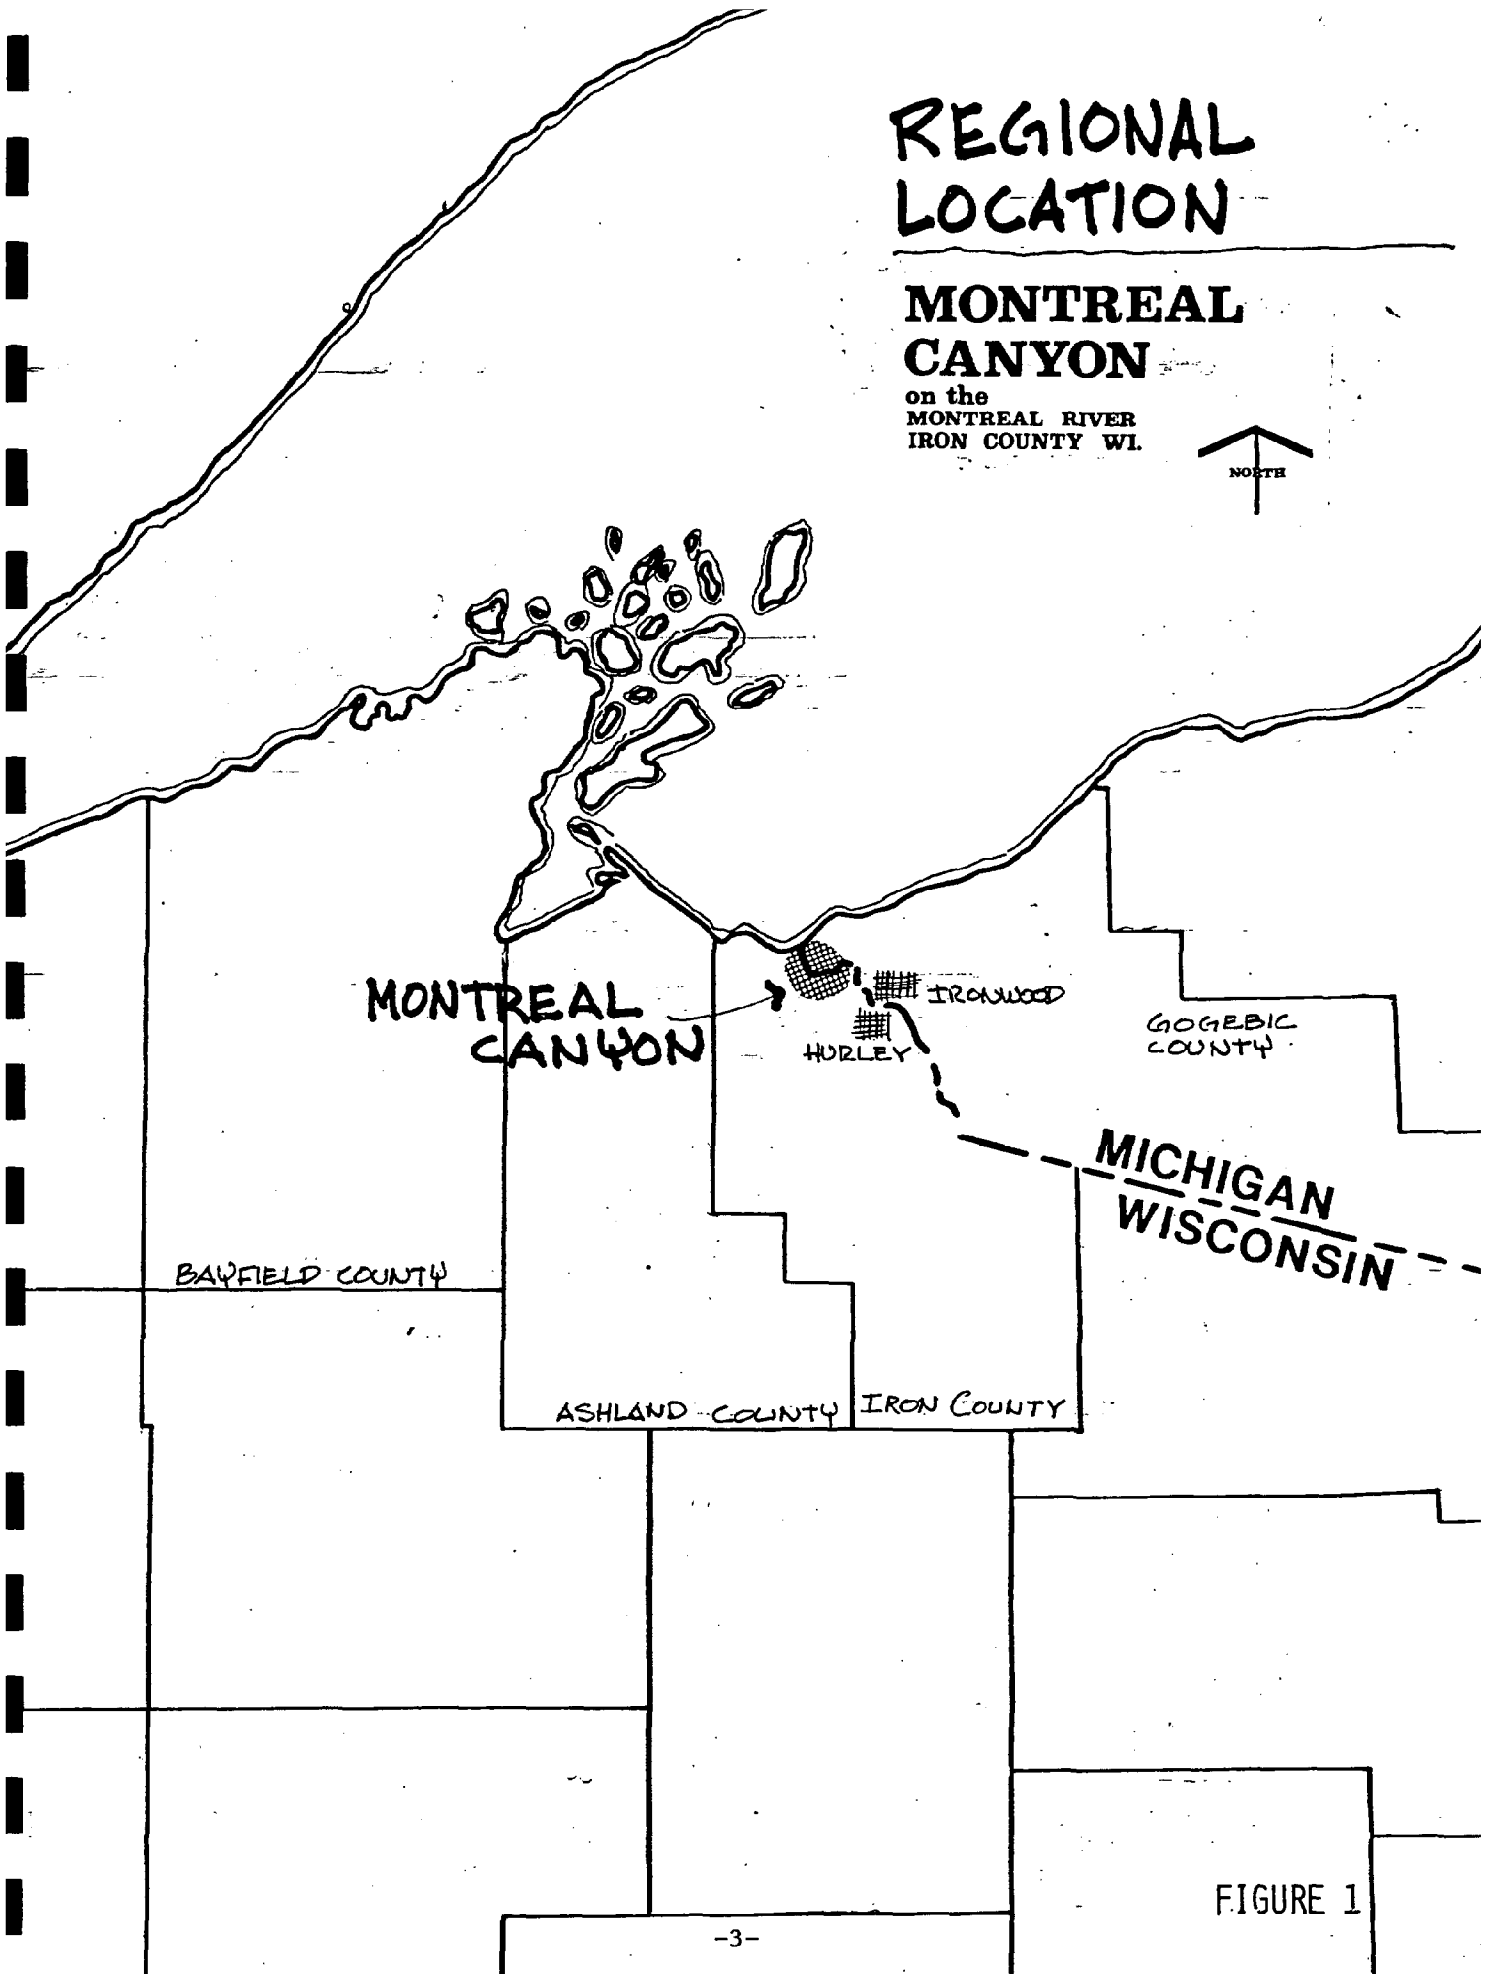 REGIONAL
LOCATION
MONTREAL
CANYON
on the
MONTREAL RIVER
IRON COUNTY WI.
NORTH
MONTREAL
CANYON
IRONWOOD
HURLEY
GOGEBIC
COUNTY
MICHIGAN
WISCONSIN
BAYFIELD COUNTY
ASHLAND COUNTY
IRON COUNTY
FIGURE 1
-3-